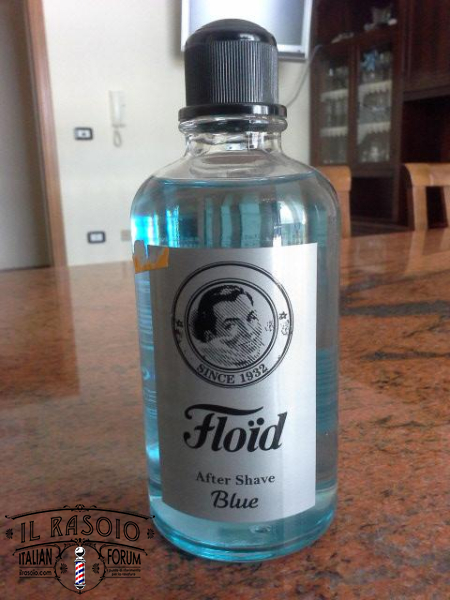 SINCE 1932
Floïd
After Shave
Blue
IL RASOIO
ITALIAN FORUM
ilrasoio.com